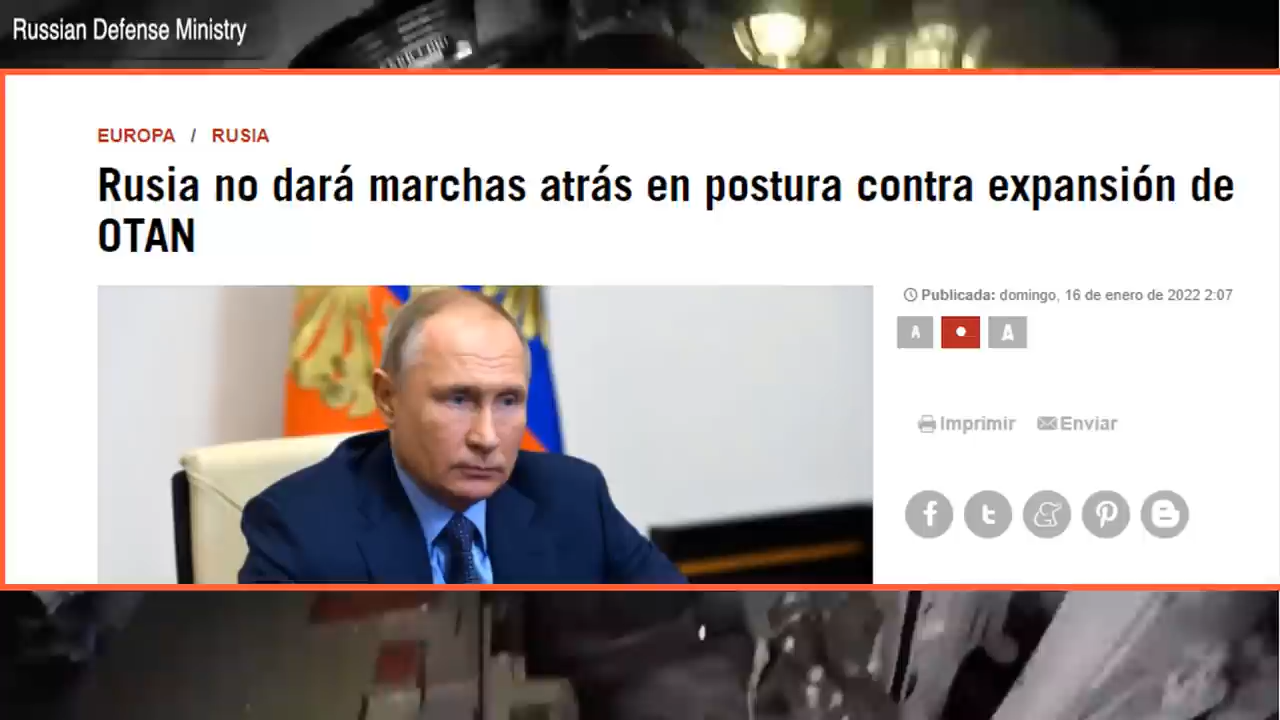 Russian Defense Ministry
EUROPA / RUSIA
Rusia no dará marchas atrás en postura contra expansión de
OTAN
Publicada: domingo, 16 de enero de 2022 2:07
A
A
Imprimir Enviar